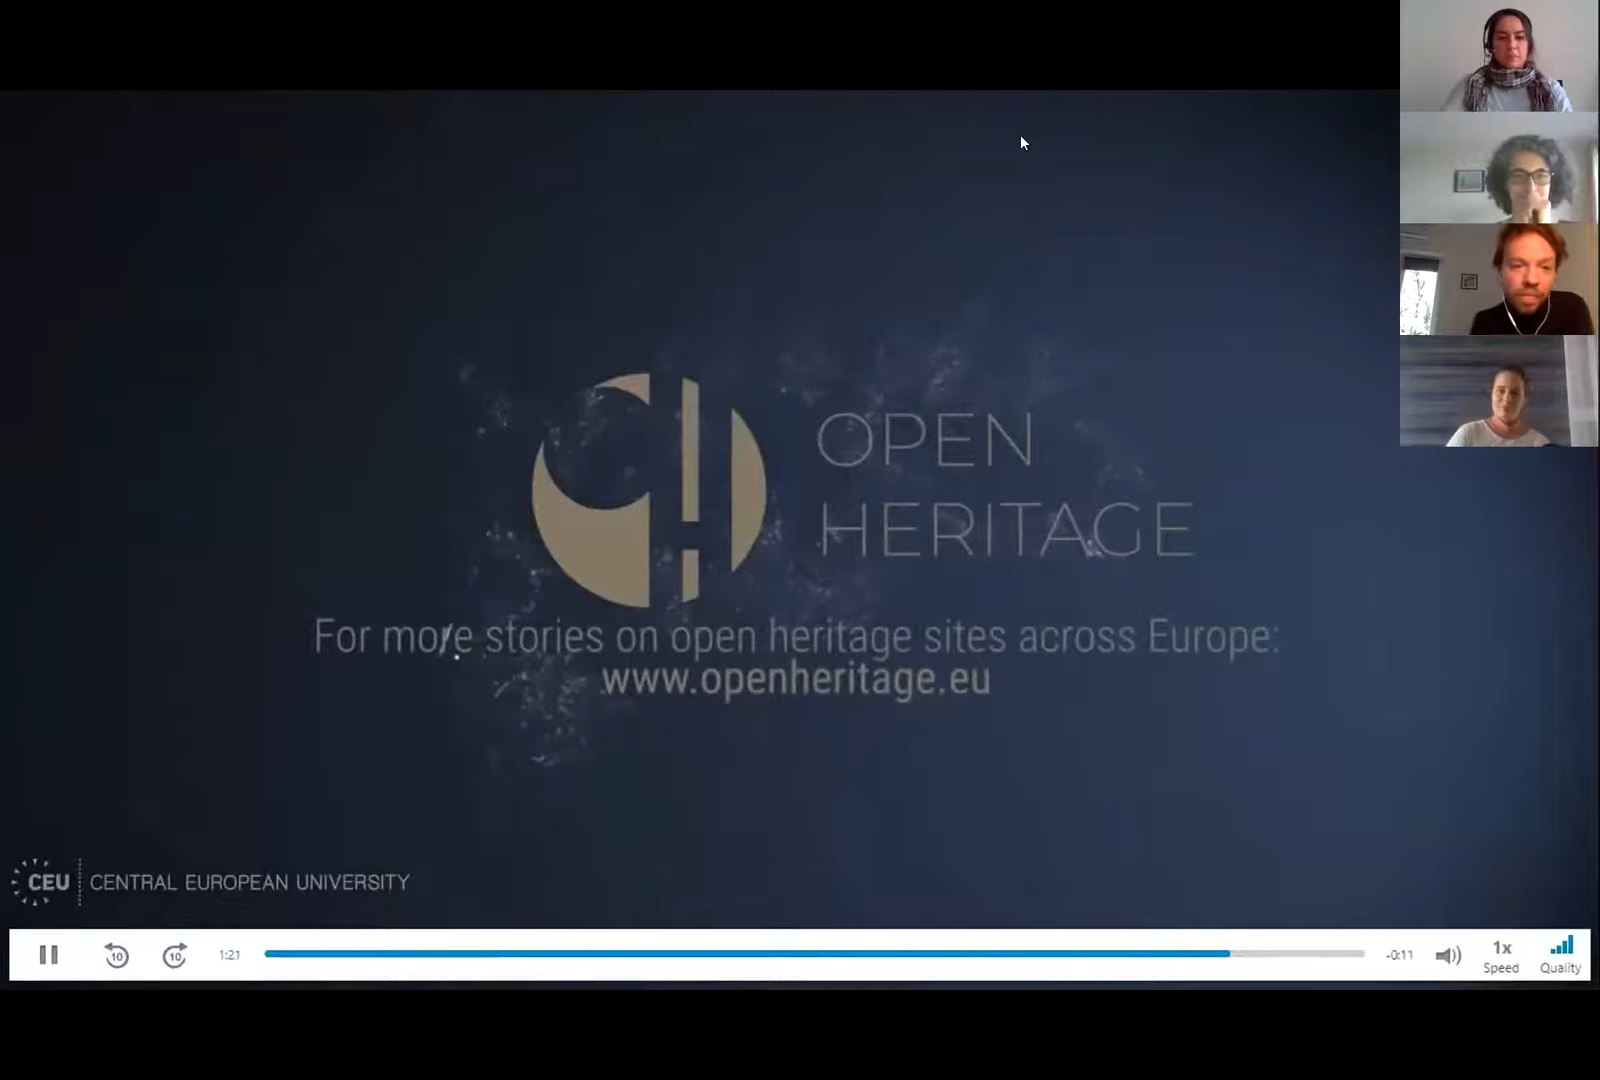 OPEN
HERITAGE
For more stories on open heritage sites across Europe:
www.openheritage.eu
CEU CENTRAL EUROPEAN UNIVERSITY
10
10
1:21
-0:11
1x
Speed
Quality